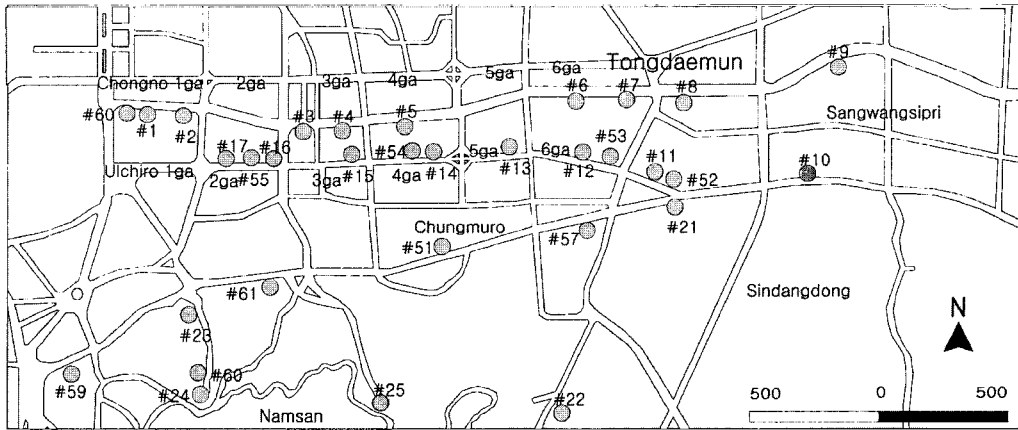 #9
Tongdaemun
5ga
6ga
Chongno 1ga
2ga
3ga
4ga
#6
#7
#8
#60
#1
#2
#3
#4
#5
Sangwangsipri
#17
#16
#54
5ga
6ga
#53
#11
#10
Ulchiro 1ga
2ga
#55
3ga
#15
4ga
#14
#13
#12
#52
Chungmuro
#51
#57
#21
#61
Sindangdong
N
#23
#59
#60
#24
#25
#22
Namsan
500
0
500